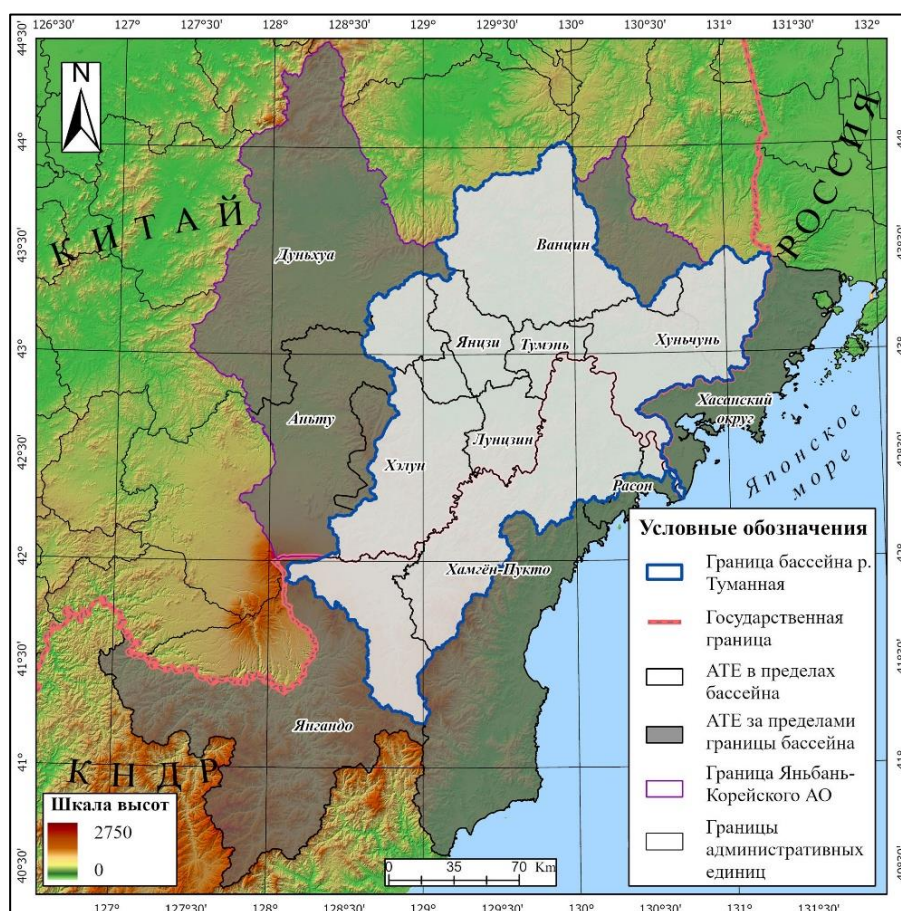 126°30' 127° 127°30' 128° 128°30' 129° 129°30' 130° 130°30' 131° 131°30' 132°
44°30'
N
44°
КИТАЙ
РОССИЯ
Ванцин
Дуньхуа
43°30'
Янцзи
Тумэнь
Хуньчунь
43°
Хасанский
округ
Аньту
Лунцзин
42°30'
Хэлун
Японское
море
Расон
Условные обозначения
Граница бассейна р.
Туманная
42°
Хамгён-Пукто
Государственная
граница
41°30'
АТЕ в пределах
бассейна
Янгандо
АТЕ за пределами
границы бассейна
41°
КНДР
Граница Яньбань-
Корейского АО
Шкала высот
2750
0
Границы
административных
единиц
0 35 70 Km
40°30'
127° 127°30' 128° 128°30' 129° 129°30' 130° 130°30' 131° 131°30'